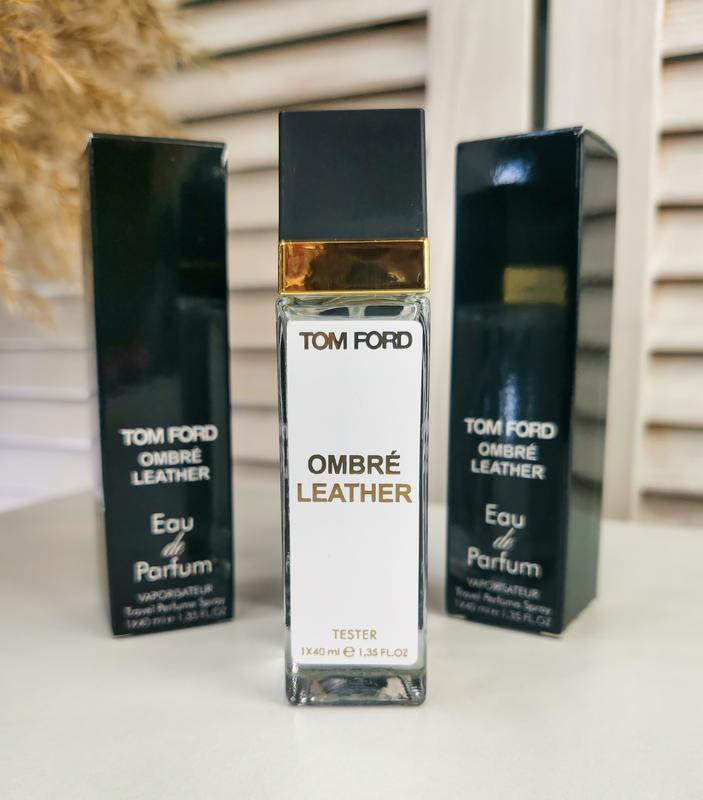 TOM FORD
OMBRÉ
LEATHER
Eau
de
Parfum
VAPORISATEUR
Travel Perfume Spray
1X40 ml e 1,35 FL.OZ
TOM FORD
OMBRÉ
LEATHER
TESTER
1X40 ml e 1,35 FL.OZ
TOM FORD
OMBRÉ
LEATHER
Eau
de
Parfum
VAPORISATEUR
Travel Perfume Spray
1X40 ml e 1,35 FL.OZ